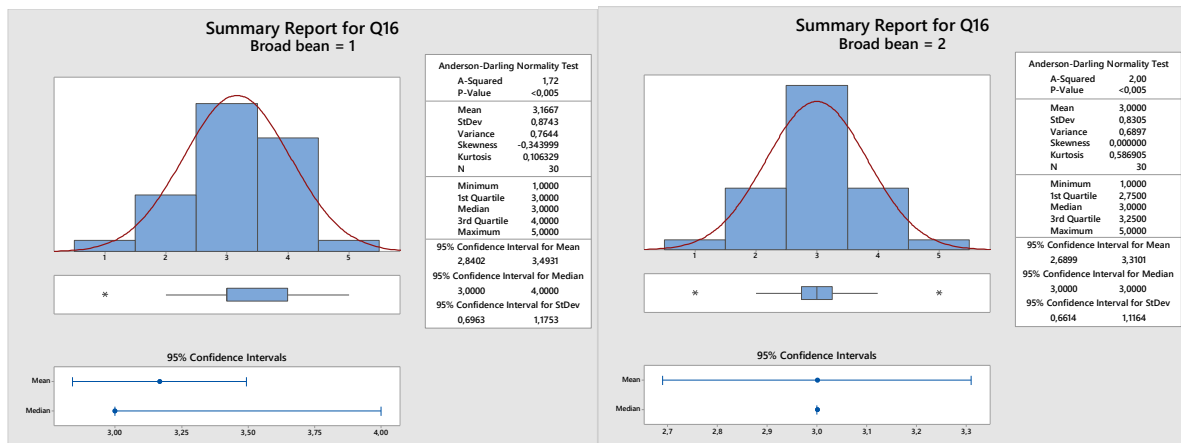 Summary Report for Q16
Broad bean = 1
Anderson-Darling Normality Test
A-Squared 1,72
P-Value <0,005
Mean 3,1667
StDev 0,8743
Variance 0,7644
Skewness -0,343999
Kurtosis 0,106329
N 30
Minimum 1,0000
1st Quartile 3,0000
Median 3,0000
3rd Quartile 4,0000
Maximum 5,0000
95% Confidence Interval for Mean
2,8402 3,4931
95% Confidence Interval for Median
3,0000 4,0000
95% Confidence Interval for StDev
0,6963 1,1753
1 2 3 4 5
95% Confidence Intervals
Mean
Median
3,00 3,25 3,50 3,75 4,00
Summary Report for Q16
Broad bean = 2
Anderson-Darling Normality Test
A-Squared 2,00
P-Value <0,005
Mean 3,0000
StDev 0,8305
Variance 0,6897
Skewness 0,000000
Kurtosis 0,586905
N 30
Minimum 1,0000
1st Quartile 2,7500
Median 3,0000
3rd Quartile 3,2500
Maximum 5,0000
95% Confidence Interval for Mean
2,6899 3,3101
95% Confidence Interval for Median
3,0000 3,0000
95% Confidence Interval for StDev
0,6614 1,1164
1 2 3 4 5
95% Confidence Intervals
Mean
Median
2,7 2,8 2,9 3,0 3,1 3,2 3,3